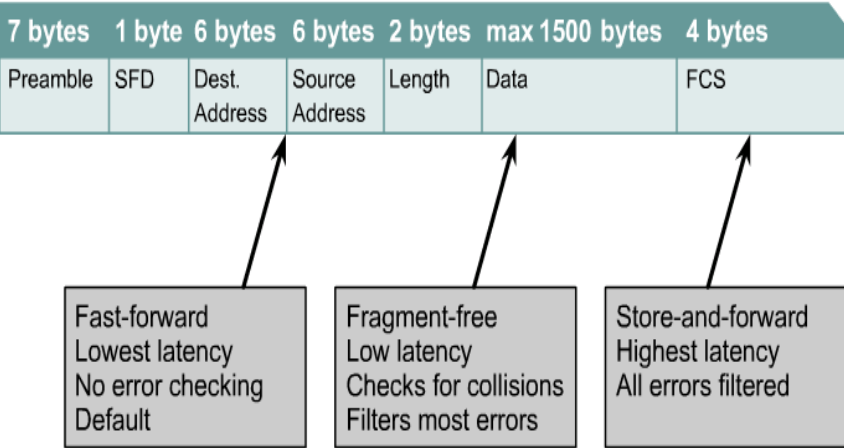 7 bytes 1 byte 6 bytes 6 bytes 2 bytes max 1500 bytes 4 bytes
Preamble SFD Dest. Address Source Address Length Data FCS
Fast-forward
Lowest latency
No error checking
Default
Fragment-free
Low latency
Checks for collisions
Filters most errors
Store-and-forward
Highest latency
All errors filtered